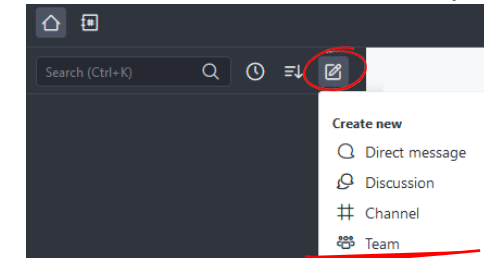 Search (Ctrl+K)
Create new
Direct message
Discussion
Channel
Team